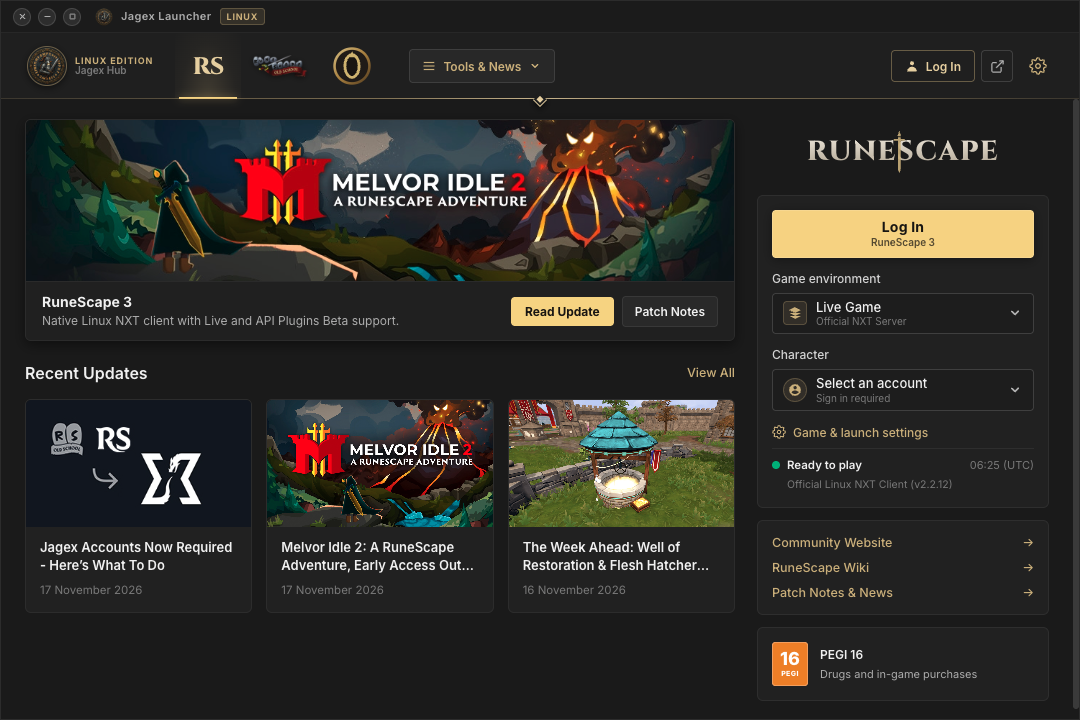 Jagex Launcher LINUX
LINUX EDITION
Jagex Hub
RS
OLD SCHOOL
Tools & News
Log In
MELVOR IDLE 2
A RUNESCAPE ADVENTURE
RuneScape 3
Native Linux NXT client with Live and API Plugins Beta support.
Read Update
Patch Notes
Recent Updates
View All
RS
OLD SCHOOL
RS
Jagex Accounts Now Required
- Here’s What To Do
17 November 2026
MELVOR IDLE 2
A RUNESCAPE ADVENTURE
Melvor Idle 2: A RuneScape
Adventure, Early Access Out...
17 November 2026
The Week Ahead: Well of
Restoration & Flesh Hatcher...
16 November 2026
RUNESCAPE
Log In
RuneScape 3
Game environment
Live Game
Official NXT Server
Character
Select an account
Sign in required
Game & launch settings
Ready to play
06:25 (UTC)
Official Linux NXT Client (v2.2.12)
Community Website
RuneScape Wiki
Patch Notes & News
16
PEGI
PEGI 16
Drugs and in-game purchases